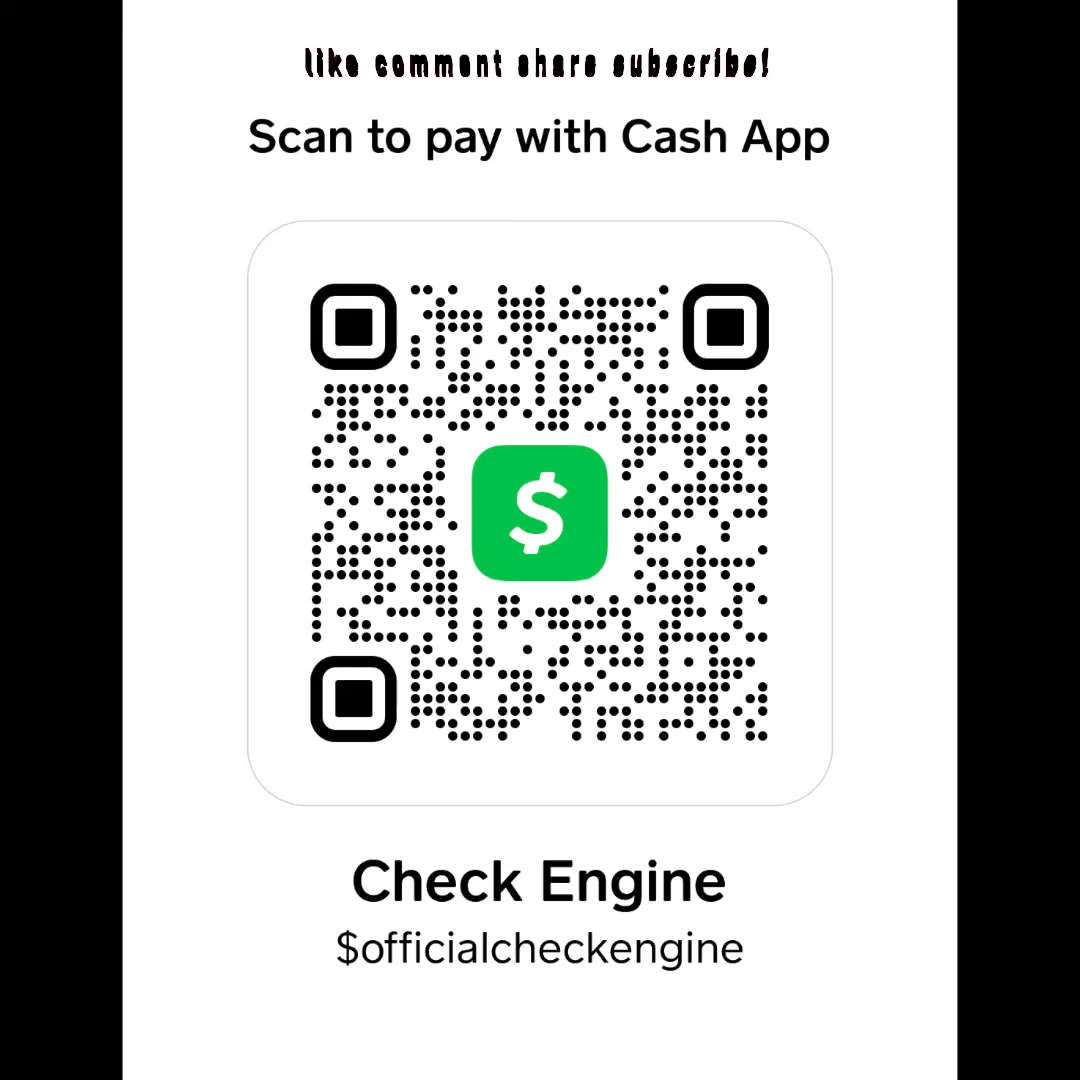 like comment share subscribe!
Scan to pay with Cash App
$
Check Engine
$officialcheckengine